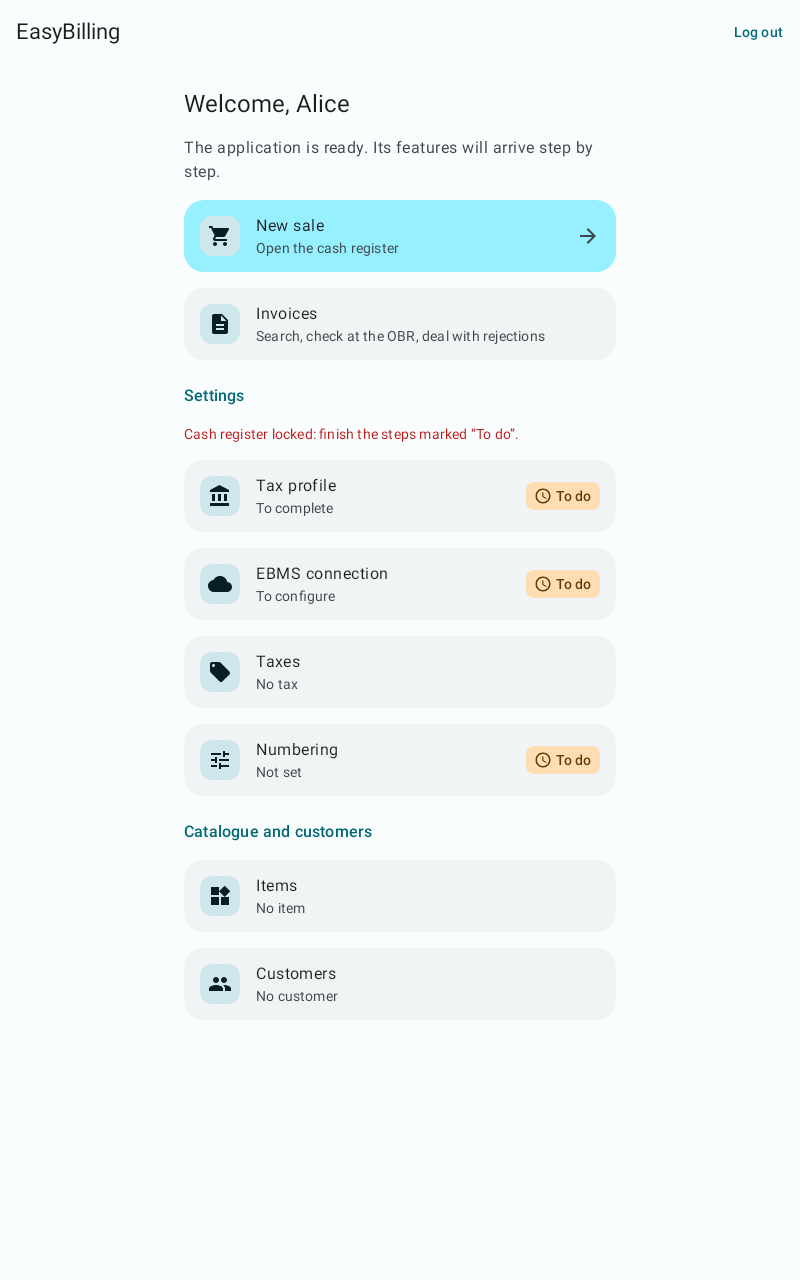 EasyBilling
Log out
Welcome, Alice
The application is ready. Its features will arrive step by
step.
New sale
Open the cash register
Invoices
Search, check at the OBR, deal with rejections
Settings
Cash register locked: finish the steps marked “To do”.
Tax profile
To complete
To do
EBMS connection
To configure
To do
Taxes
No tax
Numbering
Not set
To do
Catalogue and customers
Items
No item
Customers
No customer